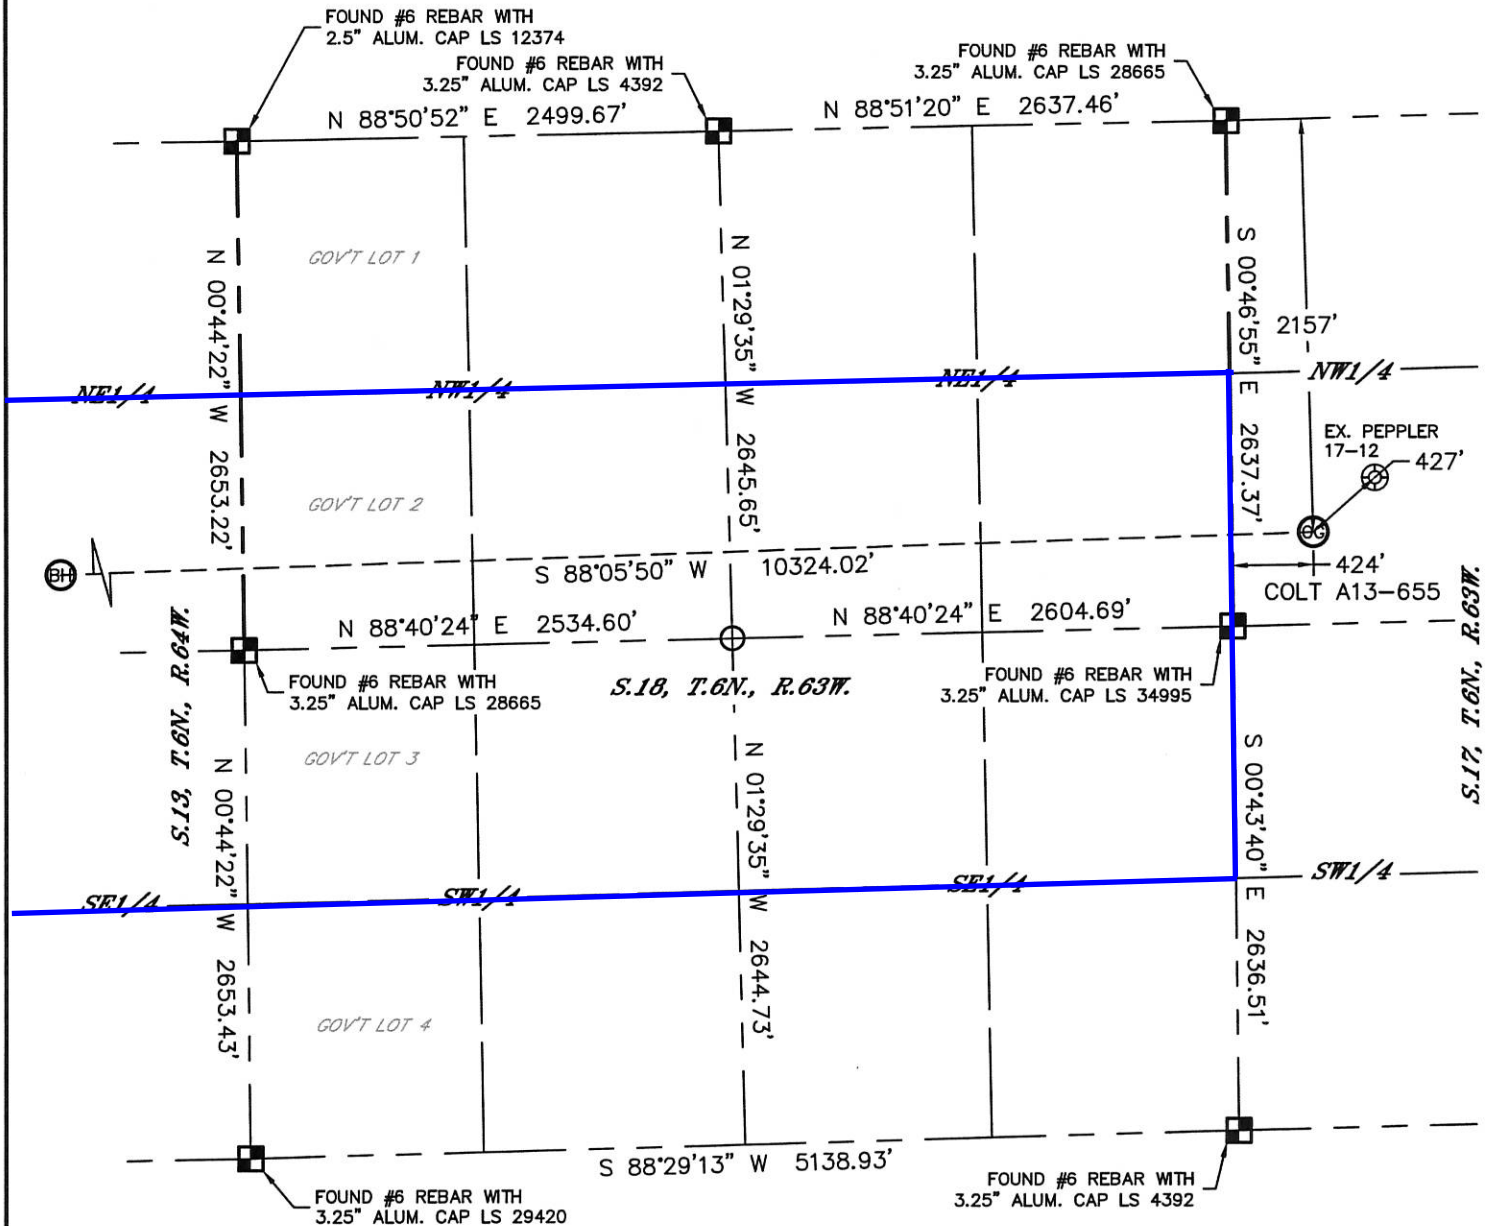 FOUND #6 REBAR WITH
2.5" ALUM. CAP LS 12374
FOUND #6 REBAR WITH
3.25" ALUM. CAP LS 4392
FOUND #6 REBAR WITH
3.25" ALUM. CAP LS 28665
N 88°50'52" E 2499.67'
N 88°51'20" E 2637.46'
GOV'T LOT 1
N 00°44'22" W 2653.22'
N 01°29'35" W 2645.65'
S 00°46'55" E 2637.37'
2157'
NE1/4
NW1/4
NE1/4
NW1/4
EX. PEPPLER
17-12
427'
GOV'T LOT 2
OG
BH
S 88°05'50" W 10324.02'
424'
COLT A13-655
N 88°40'24" E 2534.60'
N 88°40'24" E 2604.69'
FOUND #6 REBAR WITH
3.25" ALUM. CAP LS 28665
S.18, T.6N., R.63W.
FOUND #6 REBAR WITH
3.25" ALUM. CAP LS 34995
S.13, T.6N., R.64W.
S.17, T.6N., R.63W.
GOV'T LOT 3
N 00°44'22" W 2653.43'
N 01°29'35" W 2644.73'
S 00°43'40" E 2636.51'
SE1/4
SW1/4
SE1/4
SW1/4
GOV'T LOT 4
S 88°29'13" W 5138.93'
FOUND #6 REBAR WITH
3.25" ALUM. CAP LS 29420
FOUND #6 REBAR WITH
3.25" ALUM. CAP LS 4392